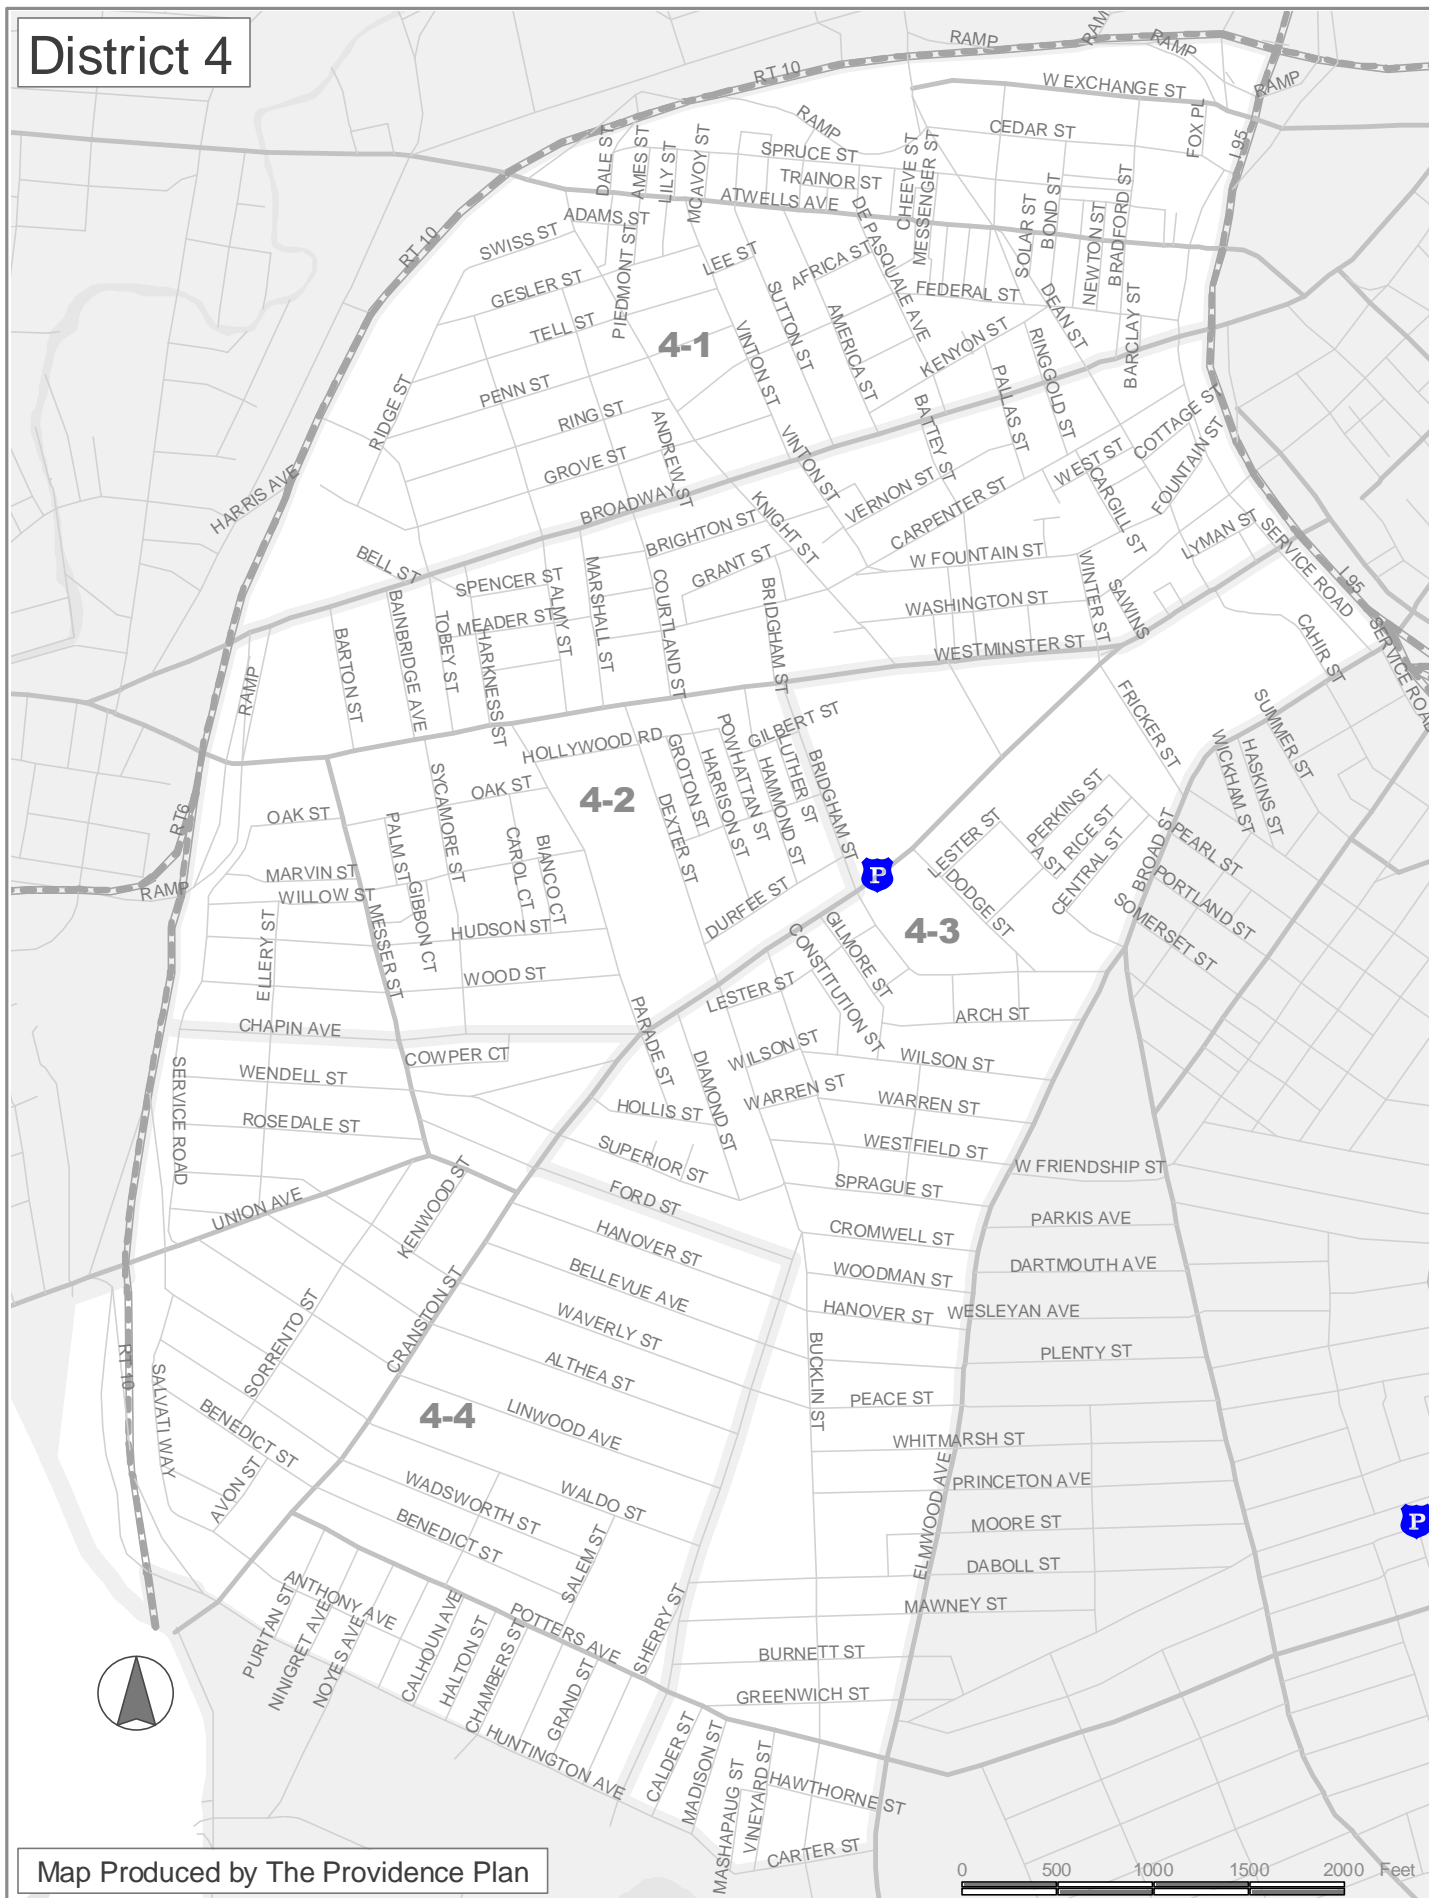 District 4
RAMP
RAMP
RAMP
RT 10
W EXCHANGE ST
RAMP
FOX PL
I 95
RAMP
CEDAR ST
DALE ST
AMES ST
LILY ST
MCAVOY ST
SPRUCE ST
TRAINOR ST
ATWELLS AVE
CHEEVE ST
MESSENGER ST
DE PASQUALE AVE
SOLAR ST
BOND ST
NEWTON ST
BRADFORD ST
ADAMS ST
SWISS ST
RT 10
PIEDMONT ST
LEE ST
AFRICA ST
GESLER ST
FEDERAL ST
SUTTON ST
DEAN ST
BARCLAY ST
TELL ST
4-1
VINTON ST
AMERICA ST
KENYON ST
RINGGOLD ST
PENN ST
RIDGE ST
RING ST
ANDREW ST
PALLAS ST
BATTEY ST
COTTAGE ST
FOUNTAIN ST
GROVE ST
VINTON ST
WEST ST
CARGILL ST
HARRIS AVE
BROADWAY
VERNON ST
CARPENTER ST
KNIGHT ST
BRIGHTON ST
LYMAN ST
SERVICE ROAD
BELL ST
GRANT ST
W FOUNTAIN ST
I 95
SPENCER ST
ALMY ST
MARSHALL ST
COURTLAND ST
BRIDGHAM ST
WINTER ST
SAWINS
BAINBRIDGE AVE
TOBEY ST
MEADER ST
HARKNESS ST
WASHINGTON ST
WESTMINSTER ST
CAHIR ST
SERVICE ROAD
BARTON ST
RAMP
FRICKER ST
SUMMER ST
HASKINS ST
WICKHAM ST
HOLLYWOOD RD
GILBERT ST
POWHATTAN ST
LUTHER ST
HAMMOND ST
HARRISON ST
GROTON ST
BRIDGHAM ST
SYCAMORE ST
OAK ST
4-2
DEXTER ST
PERKINS ST
RICE ST
A ST
CENTRAL ST
BROAD ST
PEARL ST
PORTLAND ST
SOMERSET ST
RT 6
OAK ST
PALM ST
CAROL CT
BIANCO CT
LESTER ST
DODGE ST
P
MARVIN ST
WILLOW ST
RAMP
GIBBON CT
DURFEE ST
4-3
HUDSON ST
ELLERY ST
MESSER ST
CONSTITUTION ST
GILMORE ST
WOOD ST
LESTER ST
PARADE ST
ARCH ST
CHAPIN AVE
COWPER CT
WILSON ST
WILSON ST
DIAMOND ST
WENDELL ST
SERVICE ROAD
WARREN ST
WARREN ST
HOLLIS ST
ROSEDALE ST
WESTFIELD ST
SUPERIOR ST
W FRIENDSHIP ST
SPRAGUE ST
FORD ST
UNION AVE
KENWOOD ST
PARKIS AVE
CROMWELL ST
HANOVER ST
DARTMOUTH AVE
BELLEVUE AVE
WOODMAN ST
HANOVER ST
WESLEYAN AVE
WAVERLY ST
CRANSTON ST
SORRENTO ST
BUCKLIN ST
PLENTY ST
ALTHEA ST
RT 10
SALVATI WAY
PEACE ST
LINWOOD AVE
4-4
BENEDICT ST
WHITMARSH ST
PRINCETON AVE
ELMWOOD AVE
AVON ST
WADSWORTH ST
WALDO ST
BENEDICT ST
MOORE ST
P
DABOLL ST
SALEM ST
ANTHONY AVE
PURITAN ST
NINIGRET AVE
NOYES AVE
CALHOUN AVE
HALTON ST
CHAMBERS ST
POTTERS AVE
SHERRY ST
MAWNEY ST
BURNETT ST
GREENWICH ST
GRAND ST
HUNTINGTON AVE
CALDER ST
MADISON ST
MASHAPAUG ST
VINEYARD ST
HAWTHORNE ST
CARTER ST
Map Produced by The Providence Plan
0 500 1000 1500 2000 Feet